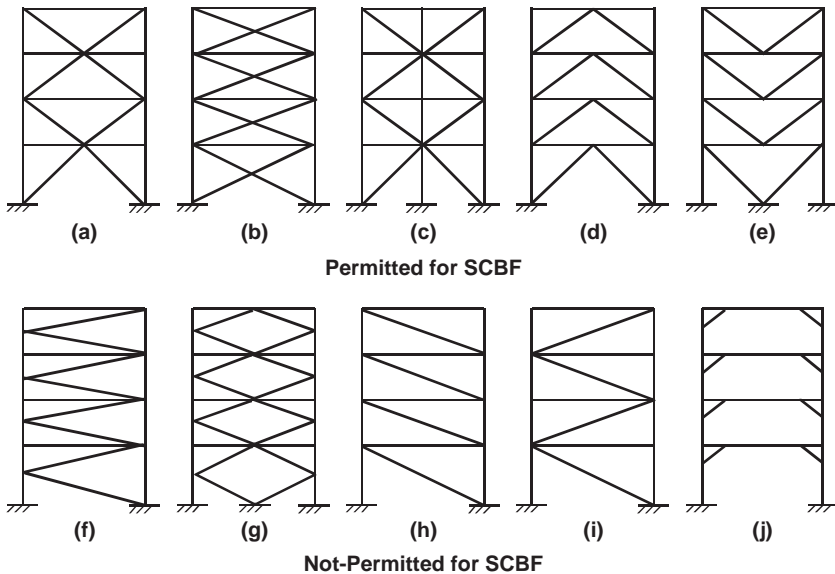 (a) (b) (c) (d) (e)
Permitted for SCBF
(f) (g) (h) (i) (j)
Not-Permitted for SCBF